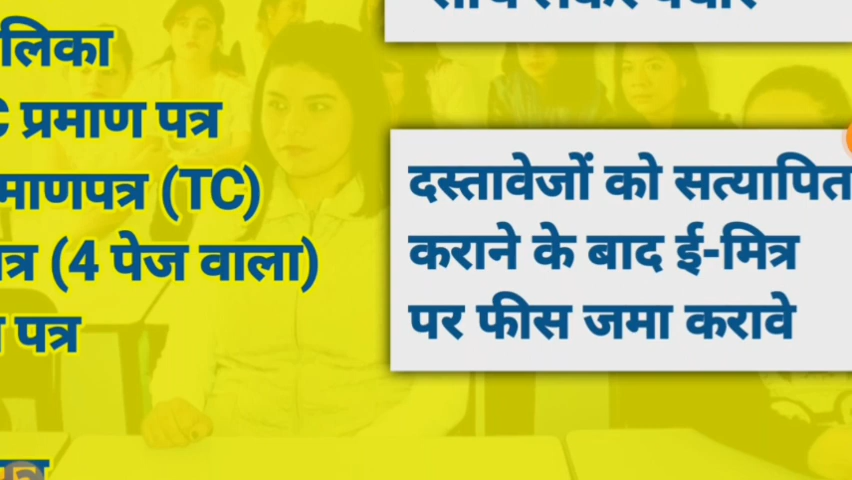 लिका
प्रमाण पत्र
माणपत्र (TC)
त्र (4 पेज वाला)
पत्र
दस्तावेजों को सत्यापित
कराने के बाद ई-मित्र
पर फीस जमा करावे